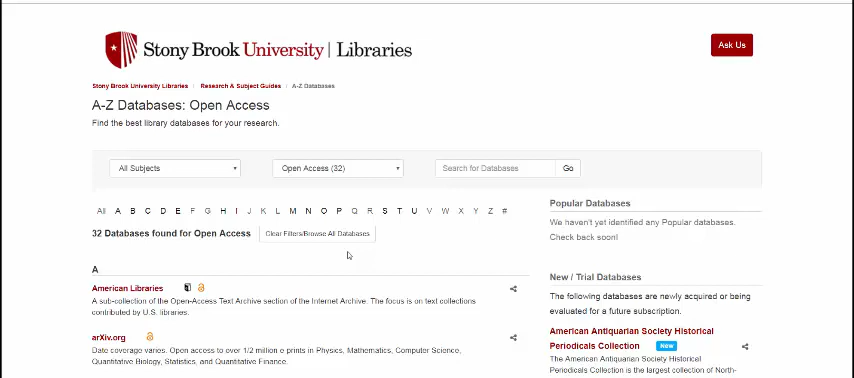 Stony Brook University | Libraries
Ask Us
Stony Brook University Libraries / Research & Subject Guides / A-Z Databases
A-Z Databases: Open Access
Find the best library databases for your research.
All Subjects
Open Access (32)
Search for Databases
Go
All A B C D E F G H I J K L M N O P Q R S T U V W X Y Z #
32 Databases found for Open Access
Clear Filters/Browse All Databases
A
American Libraries
A sub-collection of the Open-Access Text Archive section of the Internet Archive. The focus is on text collections
contributed by U.S. libraries.
arXiv.org
Date coverage varies. Open access to over 1/2 million e prints in Physics, Mathematics, Computer Science,
Quantitative Biology, Statistics, and Quantitative Finance.
Popular Databases
We haven't yet identified any Popular databases.
Check back soon!
New / Trial Databases
The following databases are newly acquired or being
evaluated for a future subscription.
American Antiquarian Society Historical
Periodicals Collection New
The American Antiquarian Society Historical
Periodicals Collection is the largest collection of North-